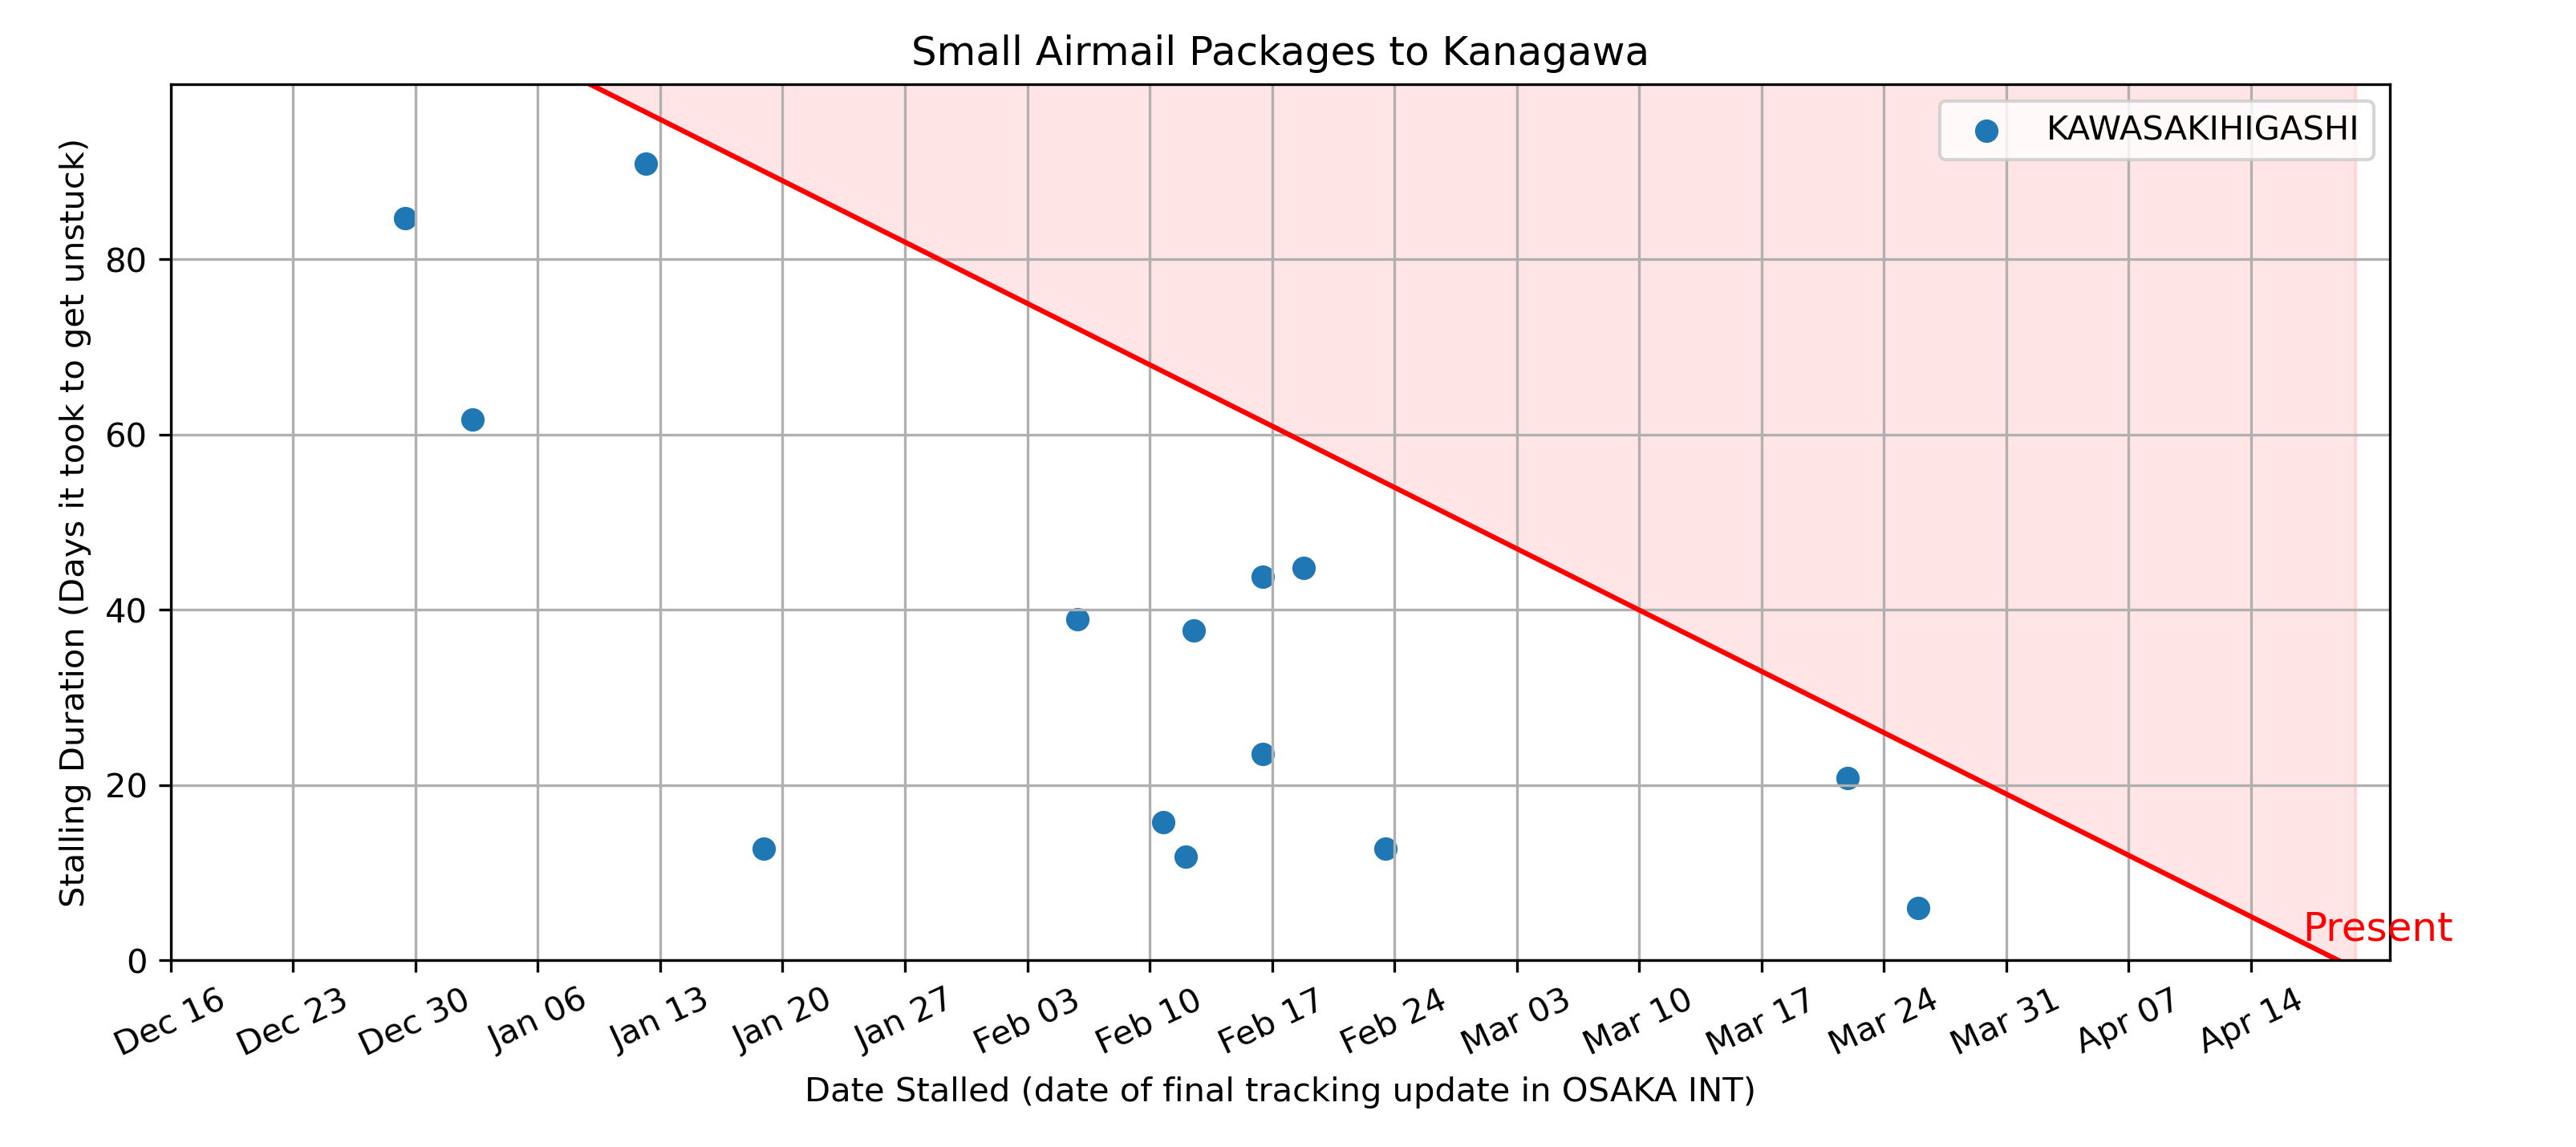 Small Airmail Packages to Kanagawa
KAWASAKIHIGASHI
Stalling Duration (Days it took to get unstuck)
80
60
40
20
0
Present
Dec 16
Dec 23
Dec 30
Jan 06
Jan 13
Jan 20
Jan 27
Feb 03
Feb 10
Feb 17
Feb 24
Mar 03
Mar 10
Mar 17
Mar 24
Mar 31
Apr 07
Apr 14
Date Stalled (date of final tracking update in OSAKA INT)